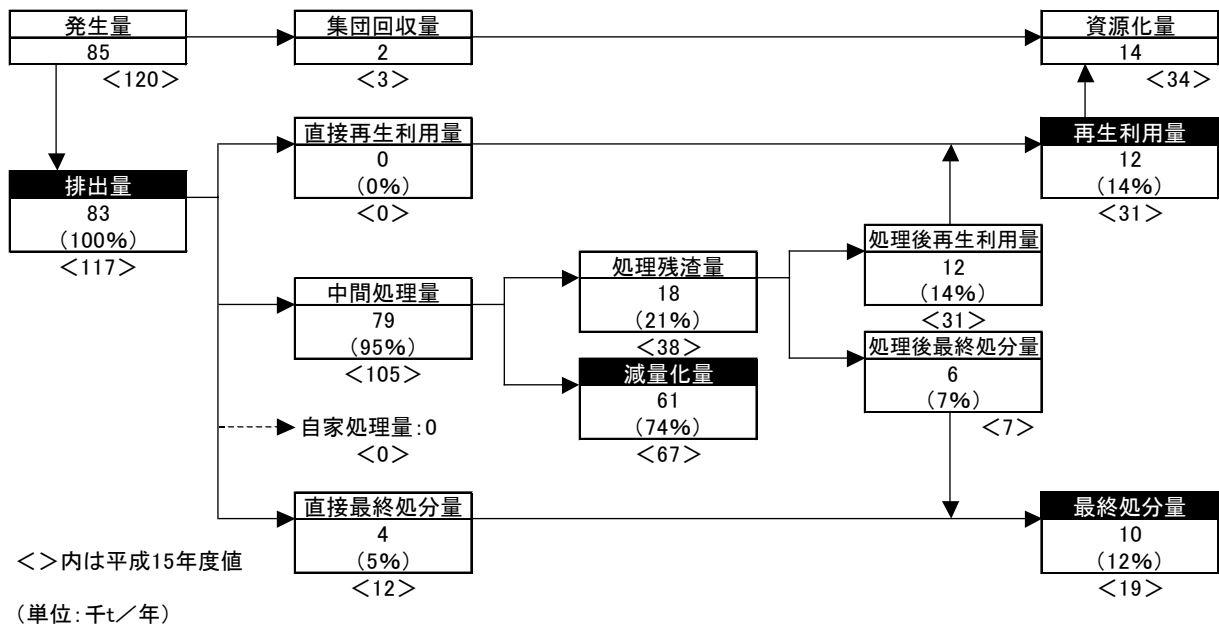 発生量
85
<120>
集団回収量
2
<3>
資源化量
14
<34>
直接再生利用量
0
(0%)
<0>
再生利用量
12
(14%)
<31>
排出量
83
(100%)
<117>
中間処理量
79
(95%)
<105>
処理残渣量
18
(21%)
<38>
処理後再生利用量
12
(14%)
<31>
減量化量
61
(74%)
<67>
処理後最終処分量
6
(7%)
<7>
自家処理量:0
<0>
直接最終処分量
4
(5%)
<12>
最終処分量
10
(12%)
<19>
<>内は平成15年度値
(単位:千t/年)